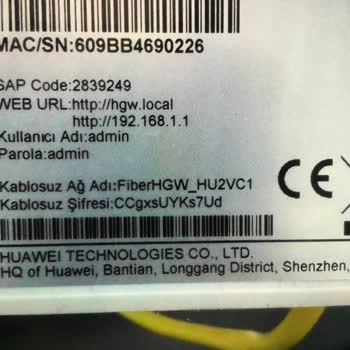 MAC/SN:609BB4690226
SAP Code:2839249
WEB URL:http://hgw.local
http://192.168.1.1
Kullanıcı Adı:admin
Parola:admin
Kablosuz Ağ Adı:FiberHGW_HU2VC1
Kablosuz Şifresi:CCgxsUYKs7Ud
CE
HUAWEI TECHNOLOGIES CO., LTD.
HQ of Huawei, Bantian, Longgang District, Shenzhen,